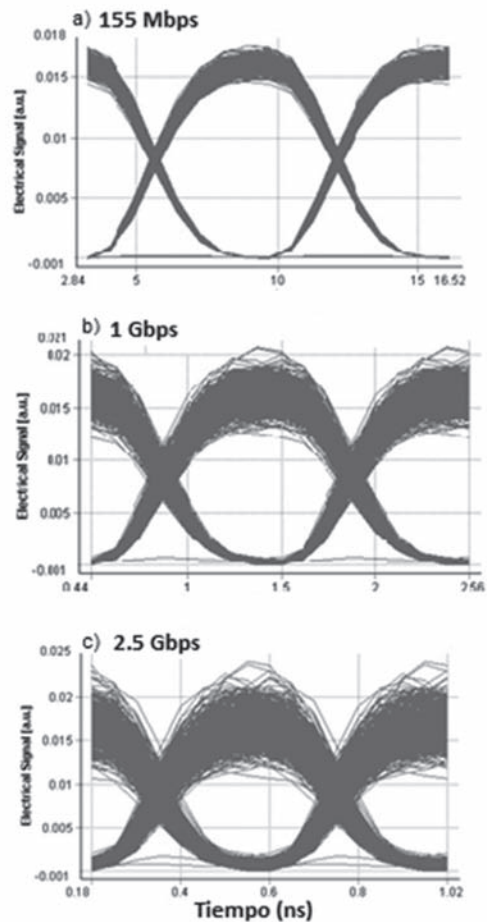 a) 155 Mbps
0.018
0.015
0.01
0.005
-0.001
Electrical Signal [a.u.]
2.84 5 10 15 16.52
b) 1 Gbps
0.021
0.02
0.015
0.01
0.005
-0.001
Electrical Signal [a.u.]
0.44 1 1.5 2 2.56
c) 2.5 Gbps
0.025
0.02
0.015
0.01
0.005
-0.001
Electrical Signal [a.u.]
0.18 0.4 0.6 0.8 1.02
Tiempo (ns)